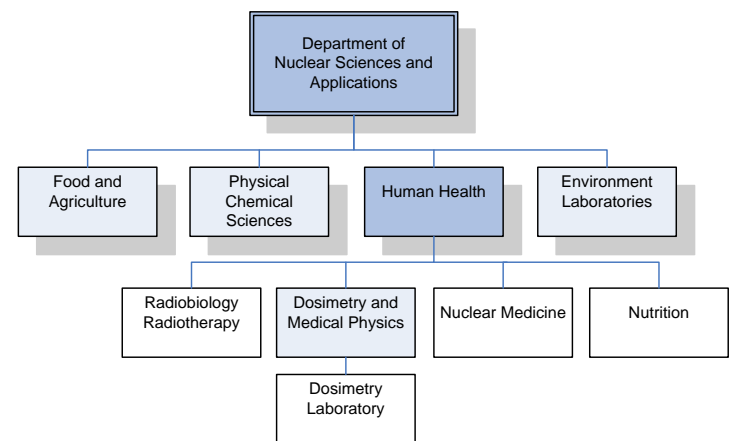 Department of
Nuclear Sciences and
Applications
Food and
Agriculture
Physical
Chemical
Sciences
Human Health
Environment
Laboratories
Radiobiology
Radiotherapy
Dosimetry and
Medical Physics
Nuclear Medicine
Nutrition
Dosimetry
Laboratory